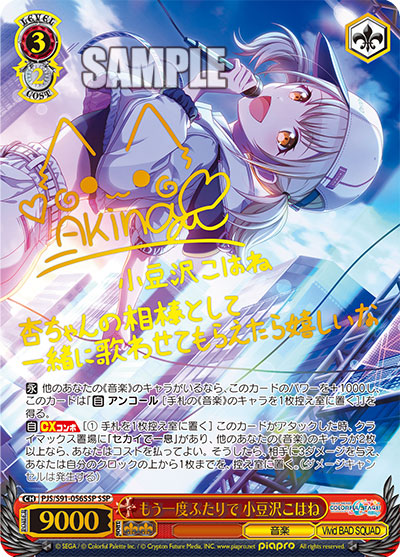 LEVEL
3
2
COST
SAMPLE
Akina
小豆沢こはね
杏ちゃんの相棒として
一緒に歌わせてもらえたら嬉しいな
永 他のあなたの《音楽》のキャラがいるなら、このカードのパワーを+1000し、
このカードは『自 アンコール [手札の《音楽》のキャラを1枚控え室に置く]』を
得る。
自 CXコンボ [① 手札を1枚控え室に置く] このカードがアタックした時、クラ
イマックス置場に「セカイで一息」があり、他のあなたの《音楽》のキャラが2枚
以上なら、あなたはコストを払ってよい。そうしたら、相手に3ダメージを与え、
あなたは自分のクロックの上から1枚までを、控え室に置く。(ダメージキャン
セルは発生する)
PJS/S91-056SSP SSP
もう一度ふたりで 小豆沢こはね
POWER
9000
SOUL
音楽
Vivid BAD SQUAD
COLORFUL STAGE!
© SEGA / © Colorful Palette Inc. / © Crypton Future Media, INC. www.piapro.net piapro